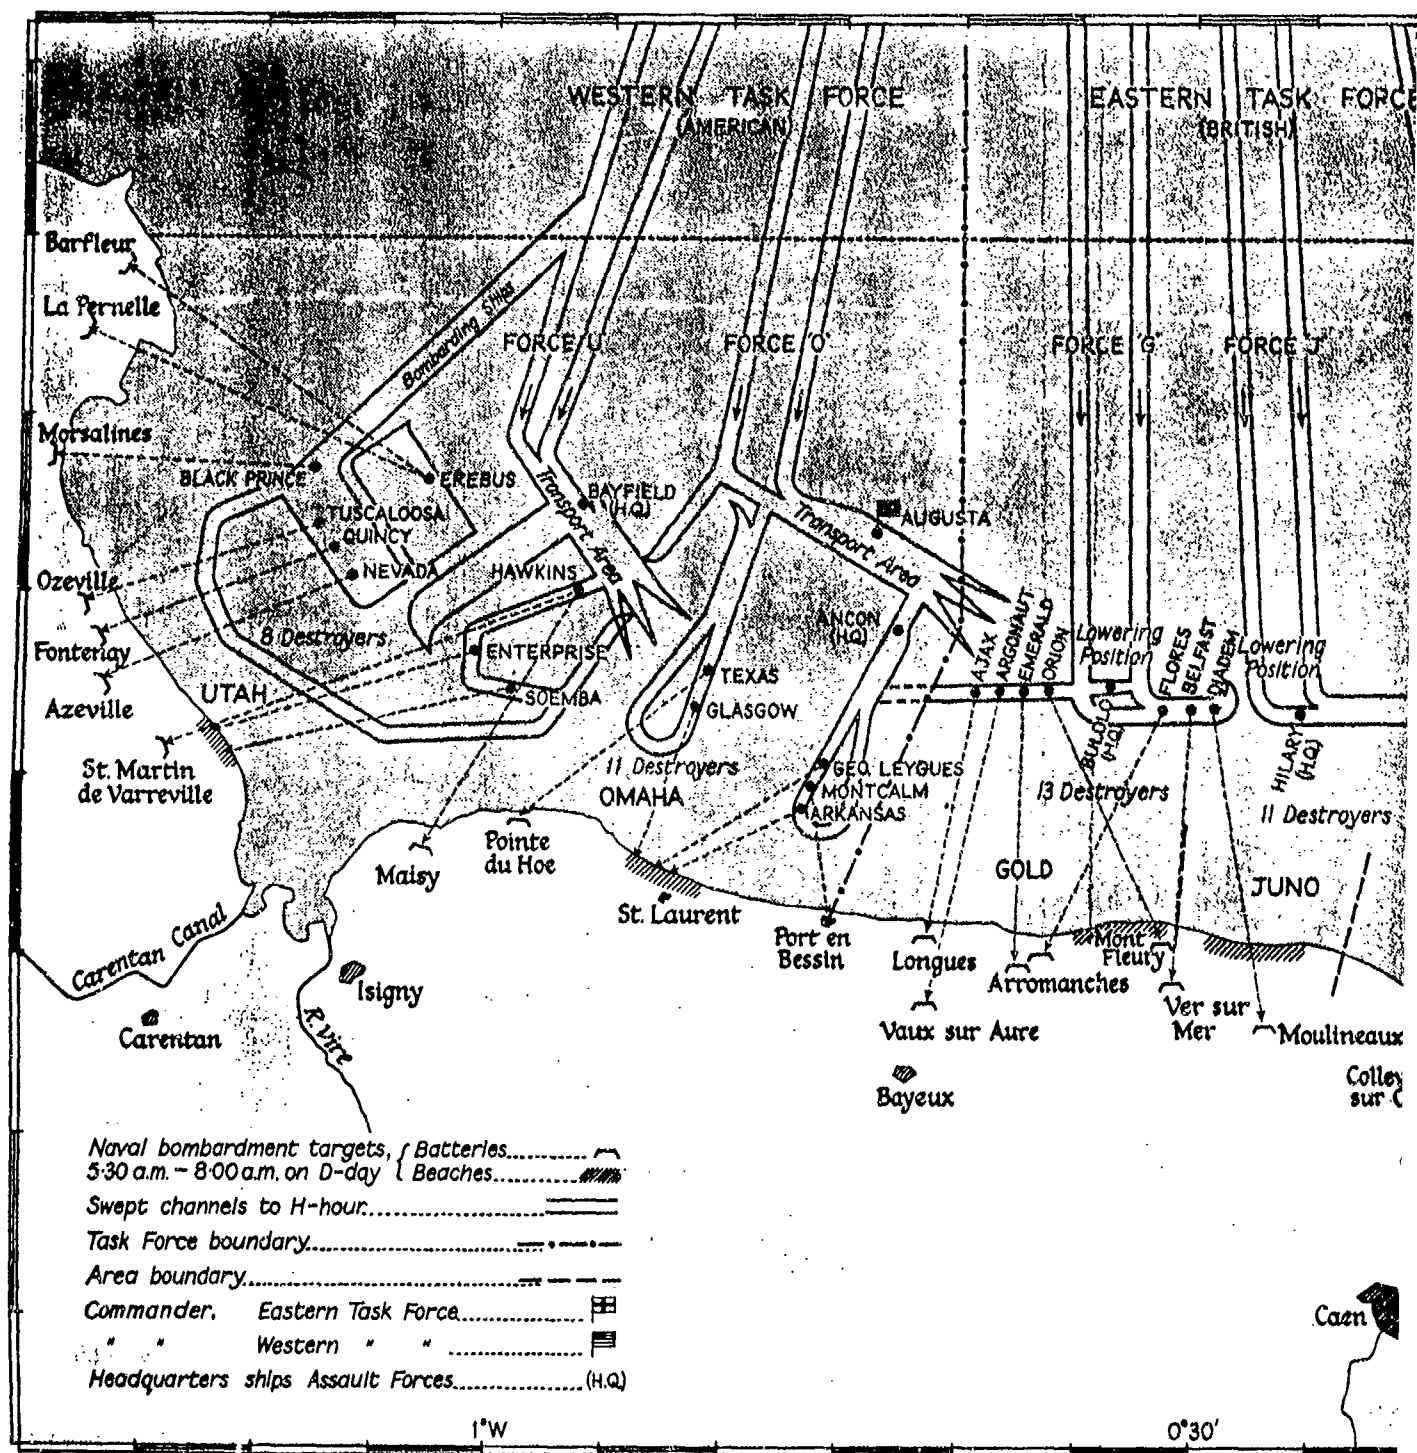 WESTERN TASK FORCE
(AMERICAN)
EASTERN TASK FORCE
(BRITISH)
Barfleur
La Pernelle
Bombarding Ships
FORCE U
FORCE O
FORCE G
FORCE J
Morsalines
BLACK PRINCE
EREBUS
TUSCALOOSA
QUINCY
NEVADA
Transport Area
BAYFIELD
(H.Q.)
Transport Area
AUGUSTA
HAWKINS
Ozeville
Fontenay
Azeville
8 Destroyers
ENTERPRISE
SOEMBA
UTAH
St. Martin
de Varreville
ANCON
(H.Q.)
TEXAS
GLASGOW
AJAX
ARGONAUT
EMERALD
ORION
Lowering
Position
BULOLO
(H.Q.)
FLORES
BELFAST
DIADEM
Lowering
Position
HILARY
(H.Q.)
11 Destroyers
OMAHA
GEO. LEYGUES
MONTCALM
ARKANSAS
13 Destroyers
11 Destroyers
GOLD
JUNO
Maisy
Pointe
du Hoe
St. Laurent
Port en
Bessin
Longues
Arromanches
Mont
Fleury
Vaux sur Aure
Ver sur
Mer
Moulineaux
Colley
sur C
Bayeux
Carentan Canal
Carentan
Isigny
R. Vire
Caen
Naval bombardment targets, { Batteries
5·30 a.m. – 8·00 a.m. on D-day { Beaches
Swept channels to H-hour
Task Force boundary
Area boundary
Commander. Eastern Task Force
" " Western " "
Headquarters ships Assault Forces (H.Q.)
1°W
0°30'